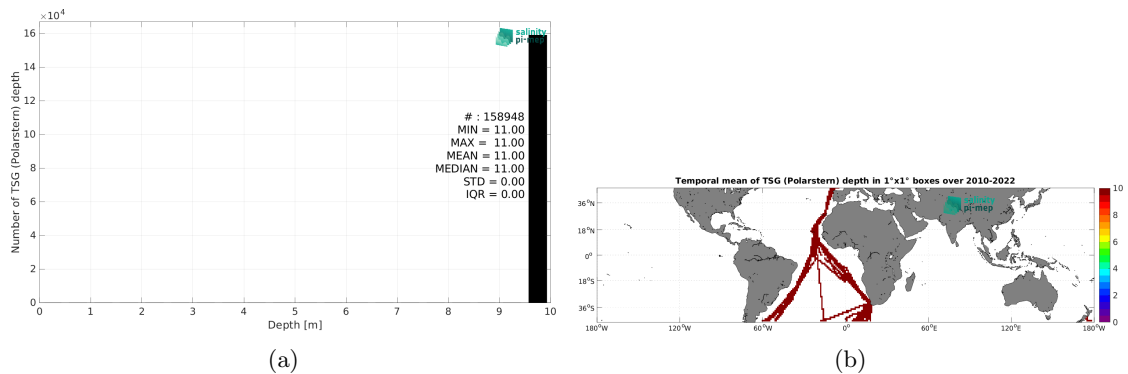 ×10⁴
16
14
12
10
8
6
4
2
0
Number of TSG (Polarstern) depth
salinity
pi-mep
# : 158948
MIN = 11.00
MAX = 11.00
MEAN = 11.00
MEDIAN = 11.00
STD = 0.00
IQR = 0.00
0 1 2 3 4 5 6 7 8 9 10
Depth [m]
(a)
Temporal mean of TSG (Polarstern) depth in 1°x1° boxes over 2010-2022
salinity
pi-mep
36°N
18°N
0°
18°S
36°S
180°W 120°W 60°W 0° 60°E 120°E 180°W
10
8
6
4
2
0
(b)